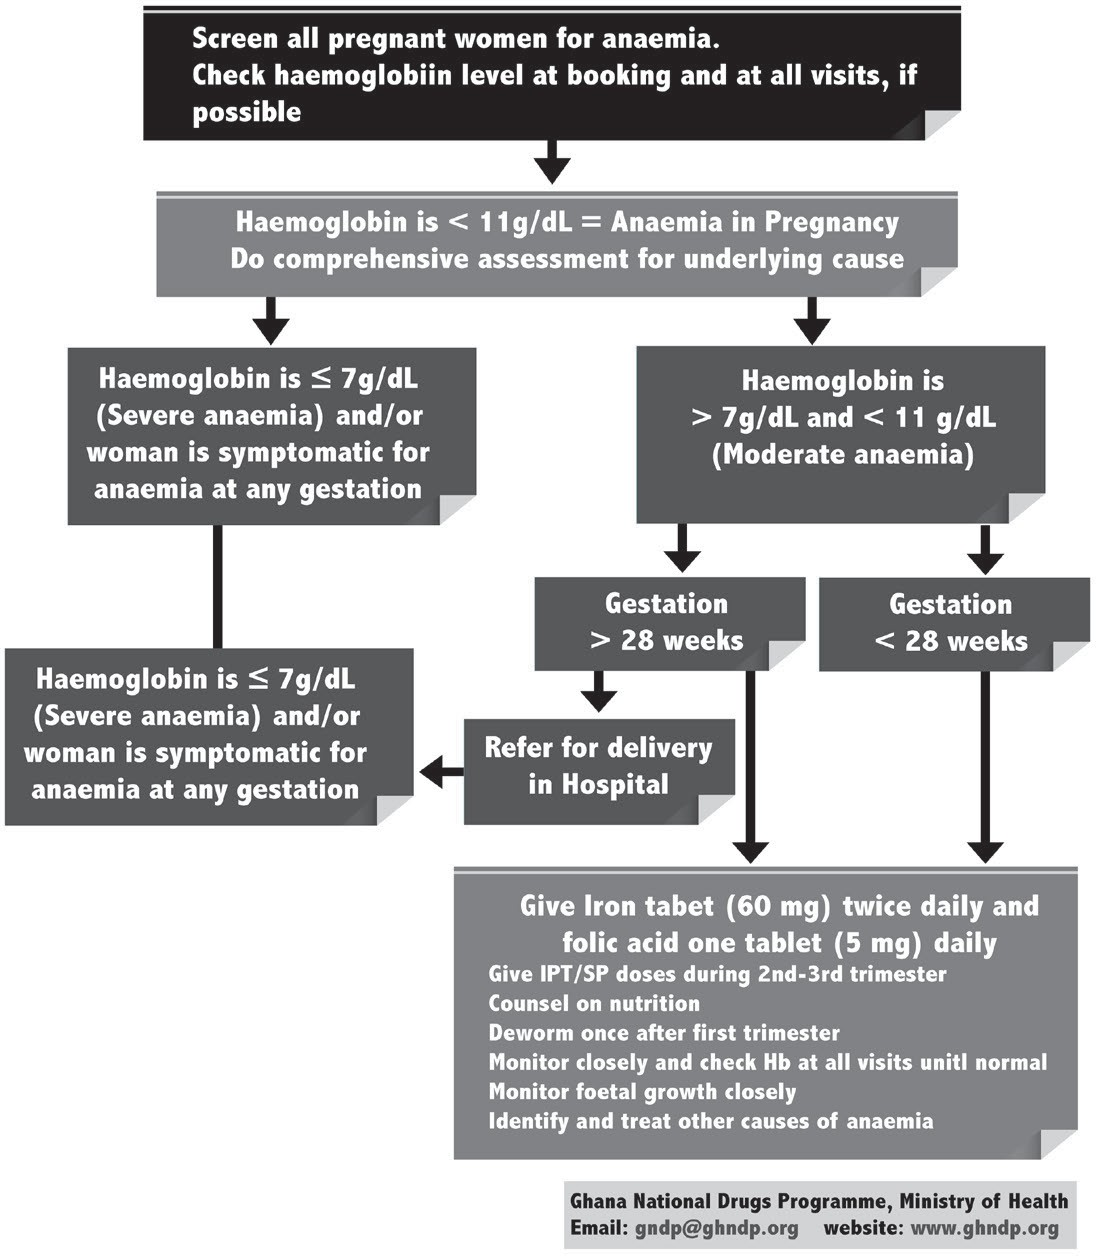 Screen all pregnant women for anaemia.
Check haemoglobiin level at booking and at all visits, if
possible
Haemoglobin is < 11g/dL = Anaemia in Pregnancy
Do comprehensive assessment for underlying cause
Haemoglobin is ≤ 7g/dL
(Severe anaemia) and/or
woman is symptomatic for
anaemia at any gestation
Haemoglobin is
> 7g/dL and < 11 g/dL
(Moderate anaemia)
Gestation
> 28 weeks
Gestation
< 28 weeks
Haemoglobin is ≤ 7g/dL
(Severe anaemia) and/or
woman is symptomatic for
anaemia at any gestation
Refer for delivery
in Hospital
Give Iron tabet (60 mg) twice daily and
folic acid one tablet (5 mg) daily
Give IPT/SP doses during 2nd-3rd trimester
Counsel on nutrition
Deworm once after first trimester
Monitor closely and check Hb at all visits unitl normal
Monitor foetal growth closely
Identify and treat other causes of anaemia
Ghana National Drugs Programme, Ministry of Health
Email: gndp@ghndp.org website: www.ghndp.org